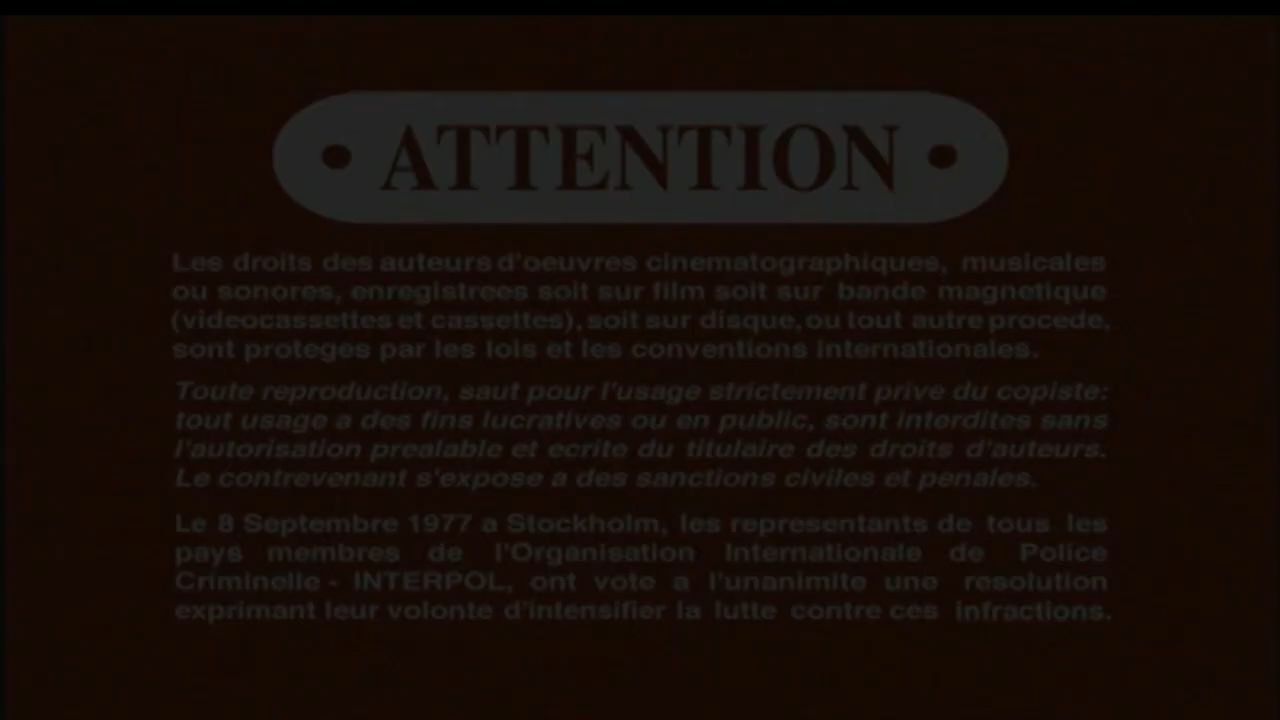 • ATTENTION •
Les droits des auteurs d'oeuvres cinematographiques, musicales
ou sonores, enregistrees soit sur film soit sur bande magnetique
(videocassettes et cassettes), soit sur disque, ou tout autre procede,
sont proteges par les lois et les conventions internationales.
Toute reproduction, saut pour l'usage strictement prive du copiste:
tout usage a des fins lucratives ou en public, sont interdites sans
l'autorisation prealable et ecrite du titulaire des droits d'auteurs.
Le contrevenant s'expose a des sanctions civiles et penales.
Le 8 Septembre 1977 a Stockholm, les representants de tous les
pays membres de l'Organisation Internationale de Police
Criminelle - INTERPOL, ont vote a l'unanimite une resolution
exprimant leur volonte d'intensifier la lutte contre ces infractions.